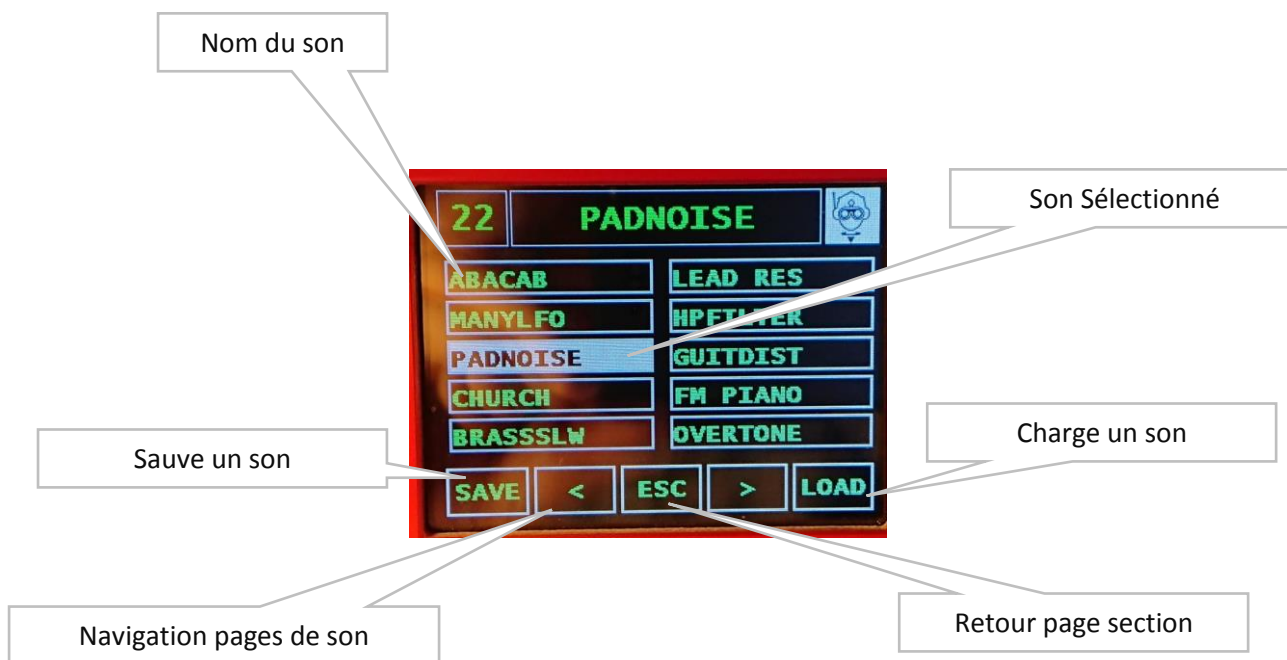 Nom du son
Son Sélectionné
22 PADNOISE
ABACAB LEAD RES
MANYLFO HPFILTER
PADNOISE GUITDIST
CHURCH FM PIANO
BRASSSLW OVERTONE
Sauve un son
Charge un son
SAVE < ESC > LOAD
Navigation pages de son
Retour page section